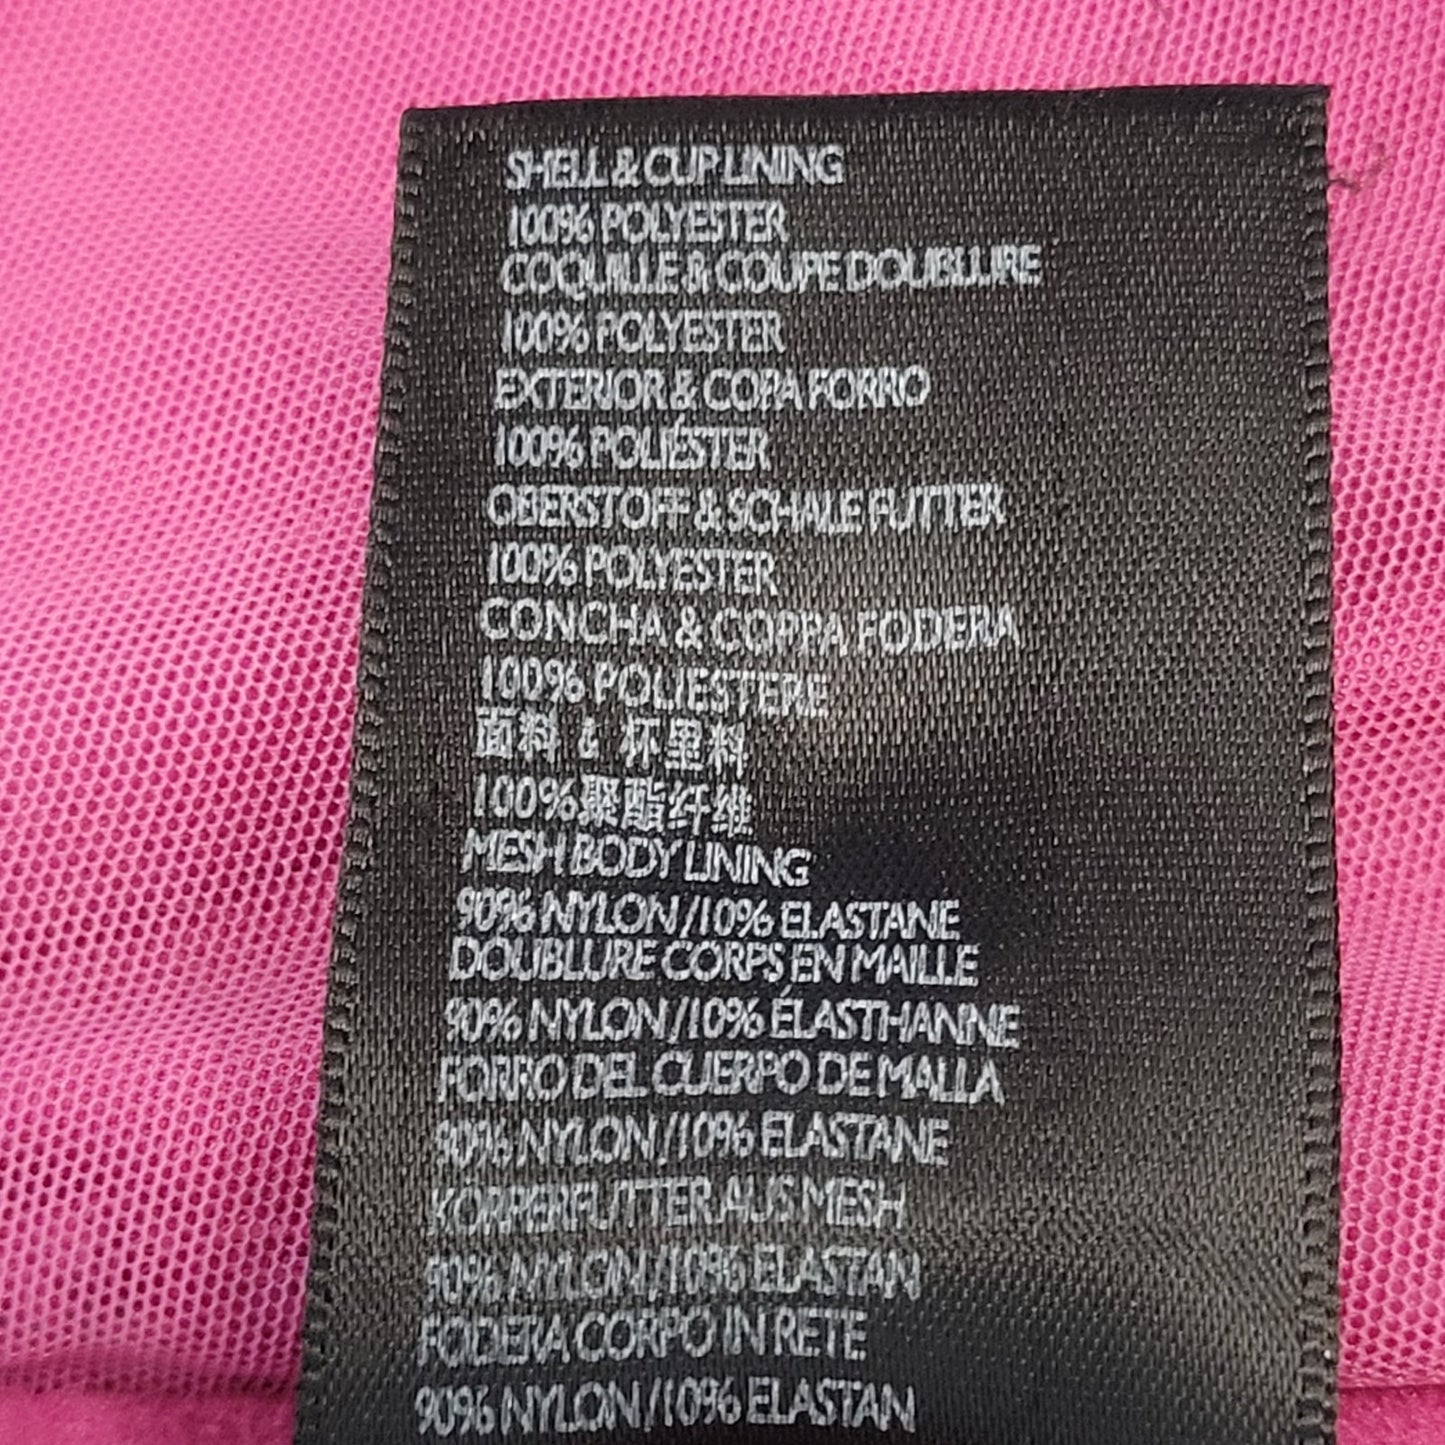 SHELL & CUP LINING
100% POLYESTER
COQUILLE & COUPE DOUBLURE
100% POLYESTER
EXTERIOR & COPA FORRO
100% POLIÉSTER
OBERSTOFF & SCHALE FUTTER
100% POLYESTER
CONCHA & COPPA FODERA
100% POLIESTERE
面料 & 杯里料
100%聚酯纤维
MESH BODY LINING
90% NYLON/10% ELASTANE
DOUBLURE CORPS EN MAILLE
90% NYLON/10% ÉLASTHANNE
FORRO DEL CUERPO DE MALLA
90% NYLON/10% ELASTANE
KÖRPERFUTTER AUS MESH
90% NYLON/10% ELASTAN
FODERA CORPO IN RETE
90% NYLON/10% ELASTAN